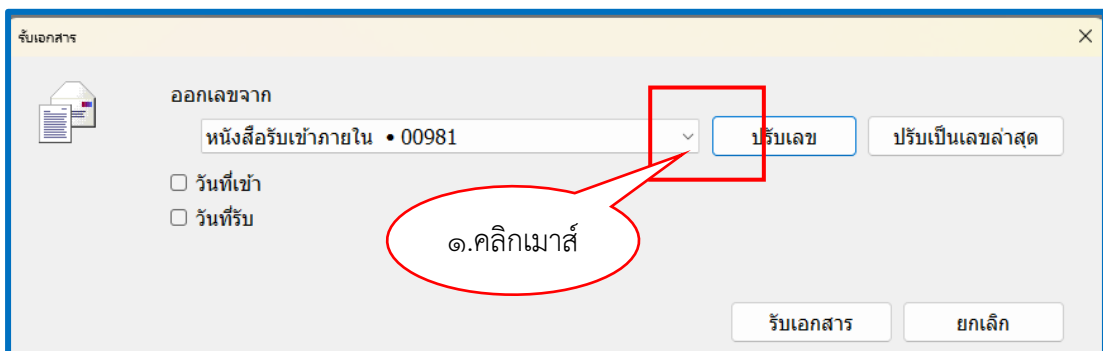 รับเอกสาร
ออกเลขจาก
หนังสือรับเข้าภายใน • 00981
ปรับเลข
ปรับเป็นเลขล่าสุด
วันที่เข้า
วันที่รับ
๑.คลิกเมาส์
รับเอกสาร
ยกเลิก